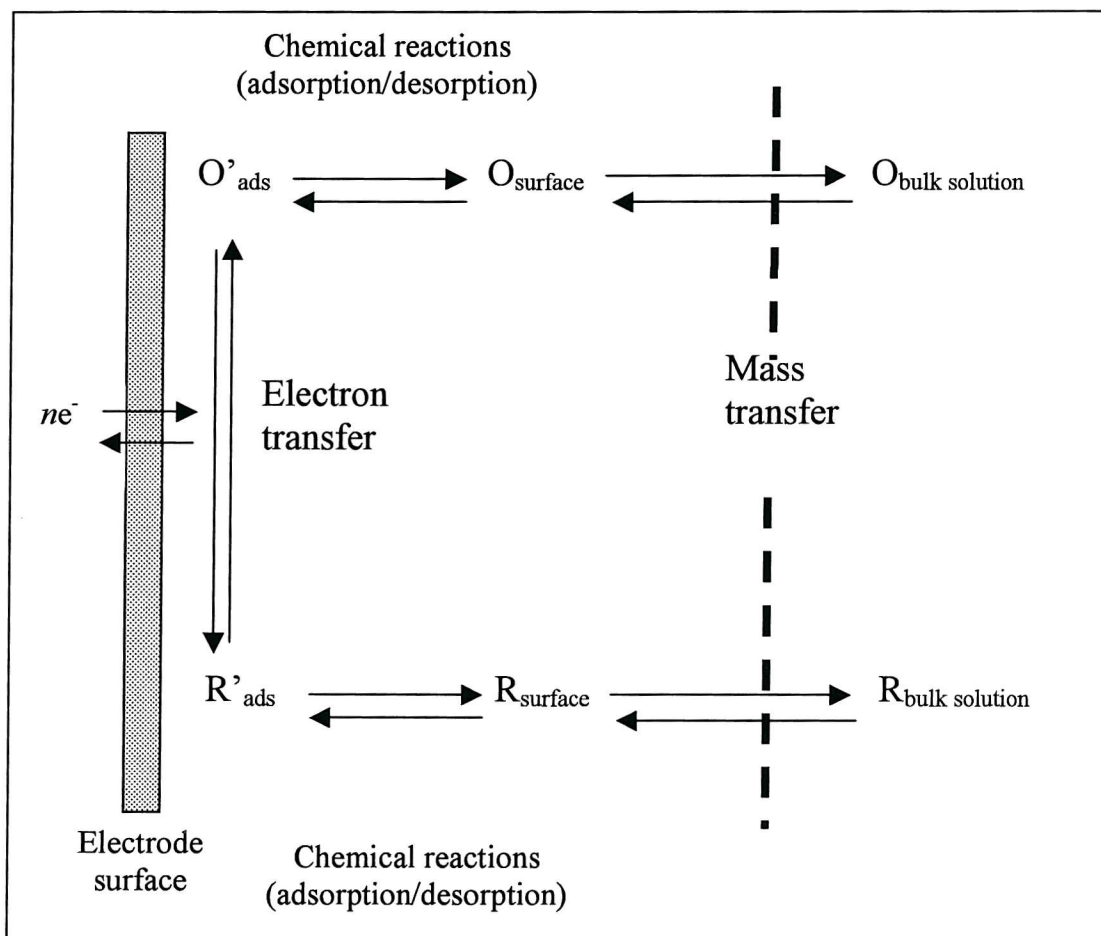 Chemical reactions
(adsorption/desorption)
O’ads
Osurface
Obulk solution
ne-
Electron
transfer
Mass
transfer
R’ads
Rsurface
Rbulk solution
Electrode
surface
Chemical reactions
(adsorption/desorption)